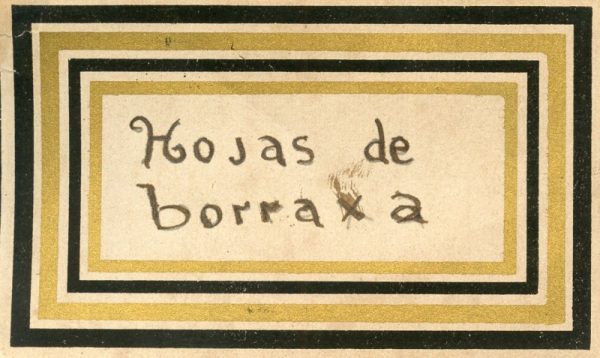 Hojas de
borraxa